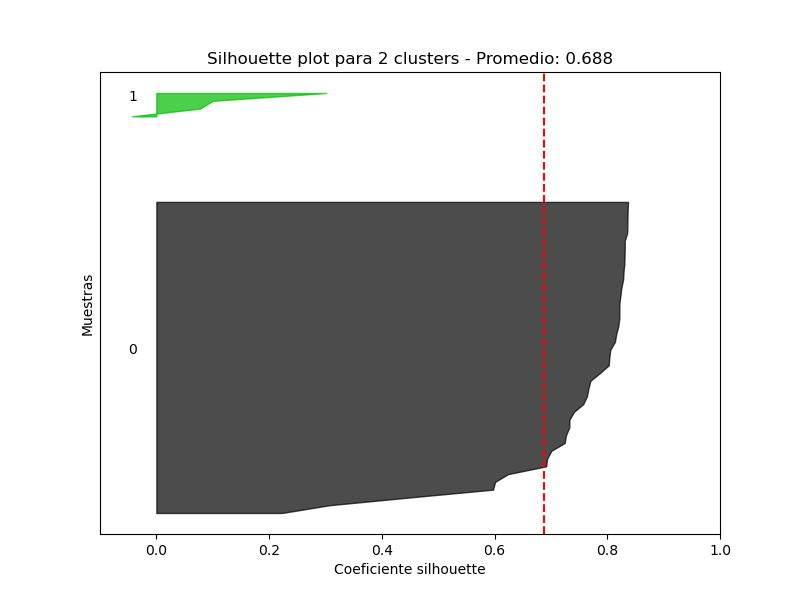 Silhouette plot para 2 clusters - Promedio: 0.688
1
0
Muestras
0.0 0.2 0.4 0.6 0.8 1.0
Coeficiente silhouette